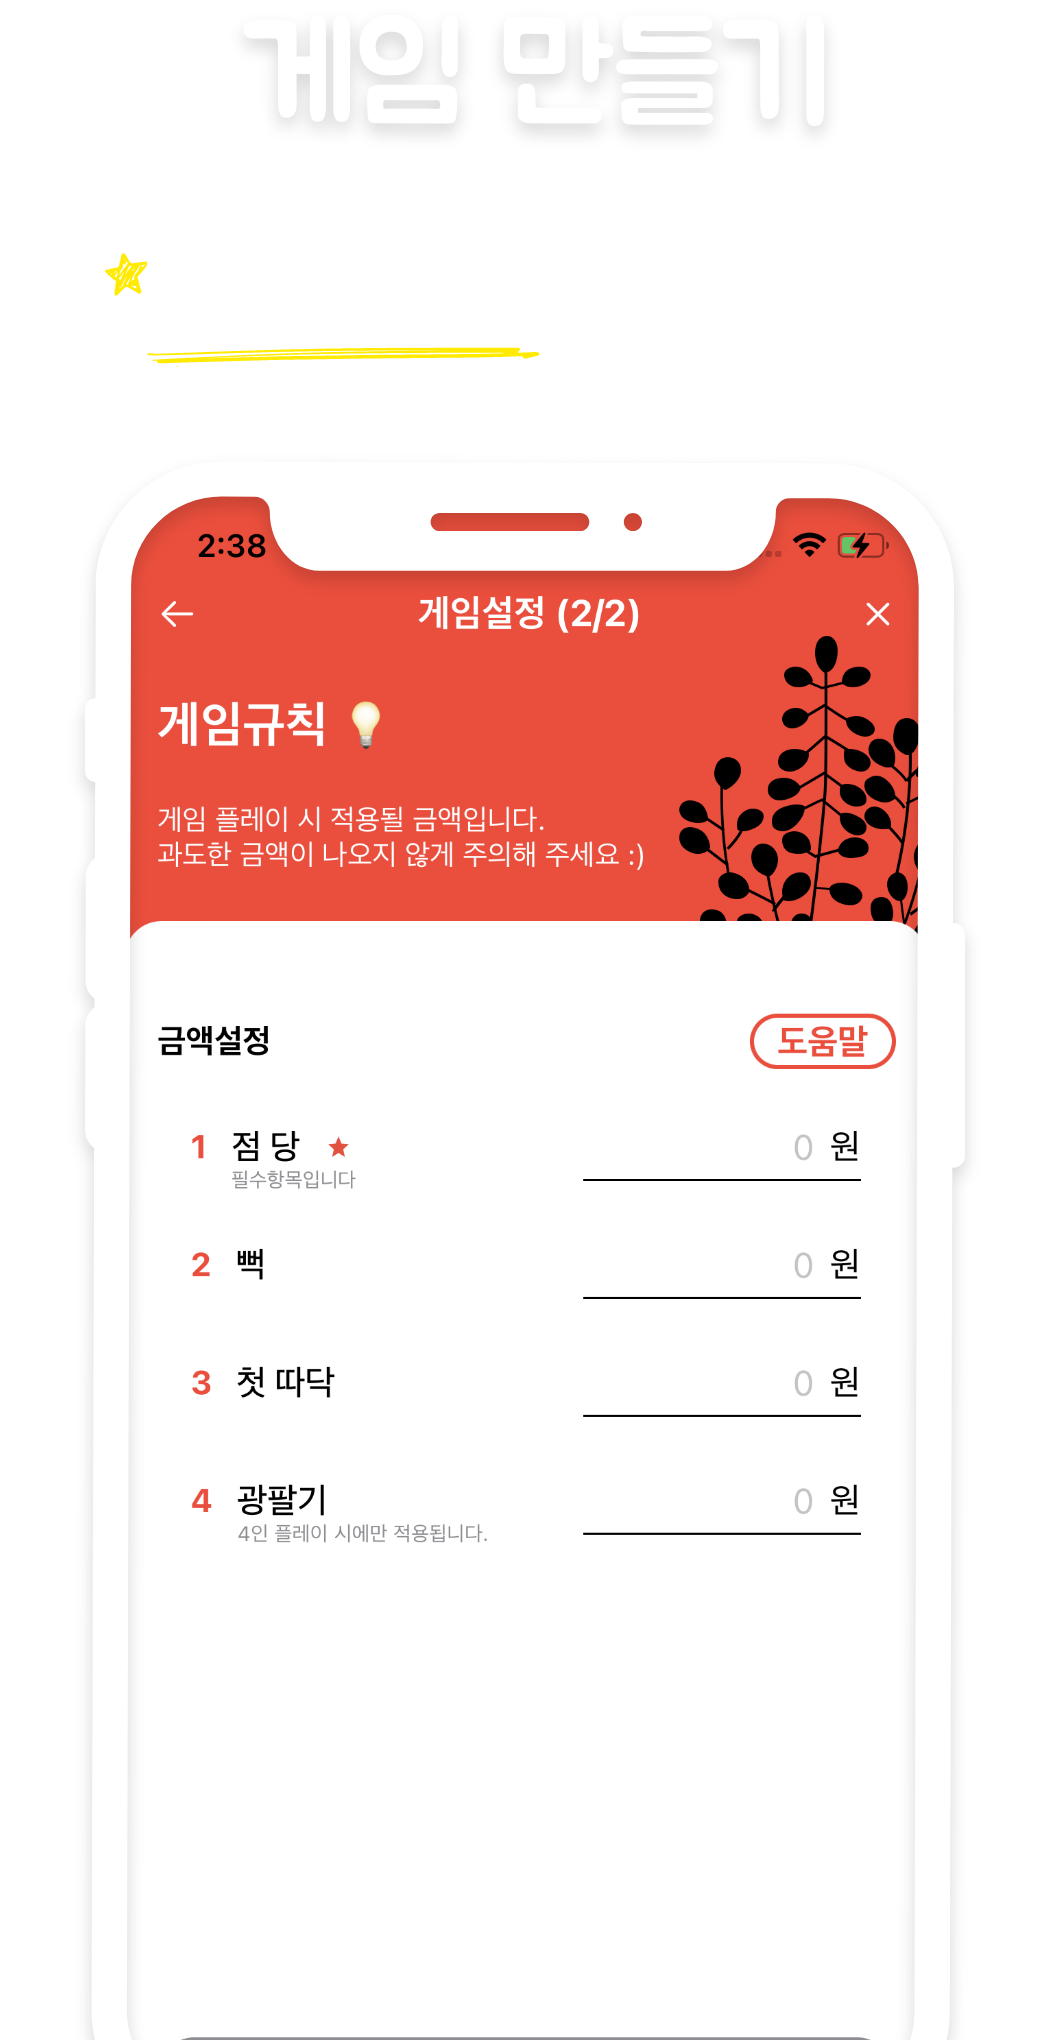 게임 만들기
2:38
게임설정 (2/2)
게임규칙 💡
게임 플레이 시 적용될 금액입니다.
과도한 금액이 나오지 않게 주의해 주세요 :)
금액설정
도움말
1 점 당 ★
0 원
필수항목입니다
2 뻑
0 원
3 첫 따닥
0 원
4 광팔기
0 원
4인 플레이 시에만 적용됩니다.